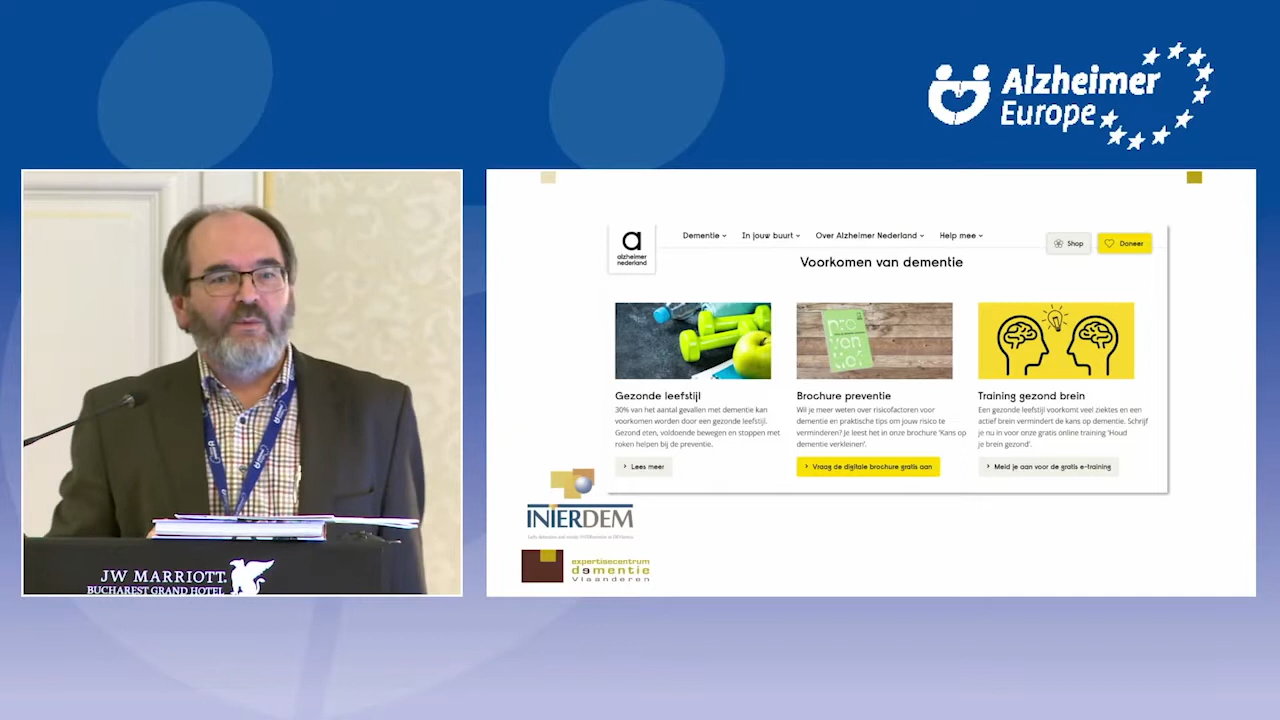 Alzheimer
Europe
JW MARRIOTT
BUCHAREST GRAND HOTEL
a
alzheimer
nederland
Dementie
In jouw buurt
Over Alzheimer Nederland
Help mee
Shop
Doneer
Voorkomen van dementie
Gezonde leefstijl
30% van het aantal gevallen met dementie kan
voorkomen worden door een gezonde leefstijl.
Gezond eten, voldoende bewegen en stoppen met
roken helpen bij de preventie.
Lees meer
Brochure preventie
Wil je meer weten over risicofactoren voor
dementie en praktische tips om jouw risico te
verminderen? Je leest het in onze brochure 'Kans op
dementie verkleinen'.
Vraag de digitale brochure gratis aan
Training gezond brein
Een gezonde leefstijl voorkomt veel ziektes en een
actief brein vermindert de kans op dementie. Schrijf
je nu in voor onze gratis online training 'Houd
je brein gezond'.
Meld je aan voor de gratis e-training
INTERDEM
expertisecentrum
dementie
Vlaanderen